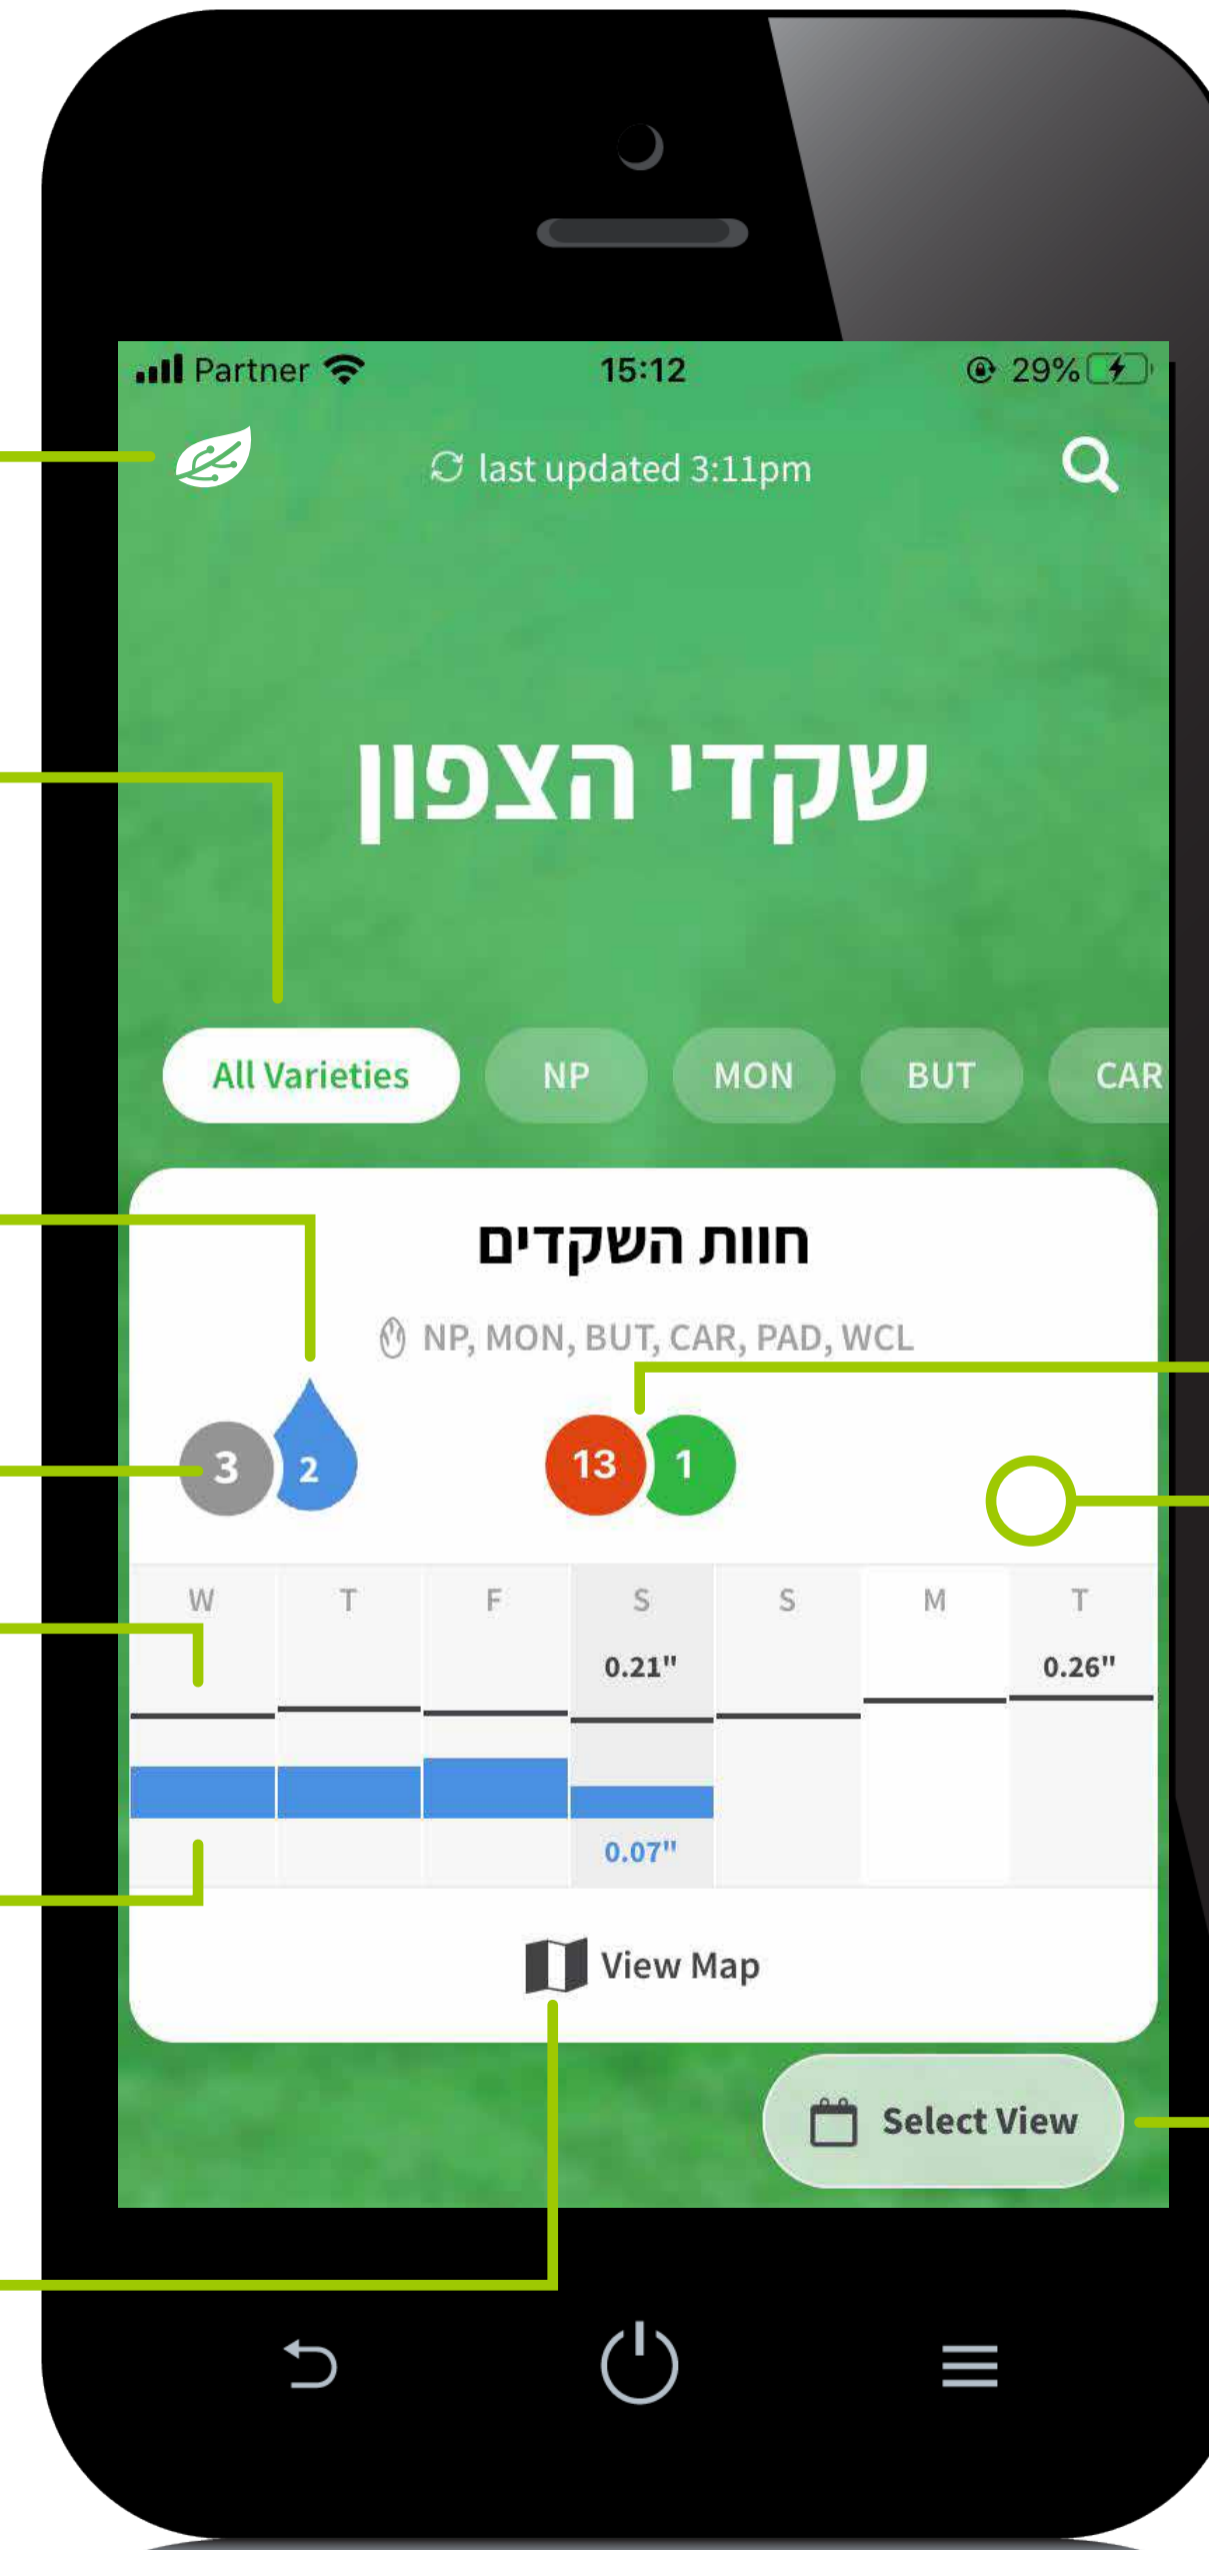 Partner 15:12 29%
last updated 3:11pm
שקדי הצפון
All Varieties NP MON BUT CAR
חוות השקדים
NP, MON, BUT, CAR, PAD, WCL
3 2 13 1
W T F S S M T
0.21" 0.26"
0.07"
View Map
Select View